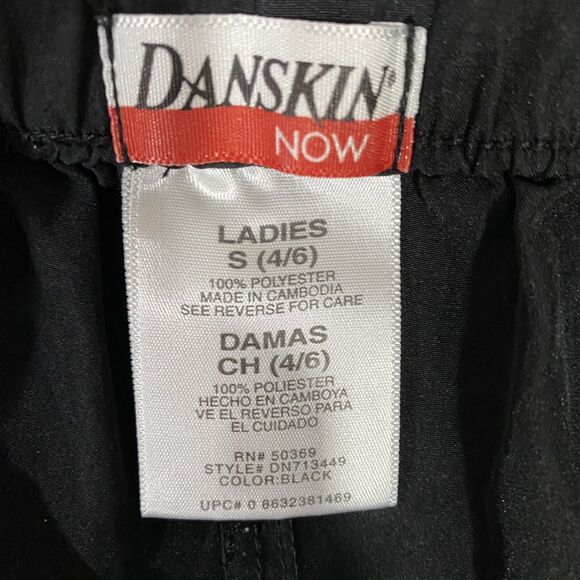 DANSKIN®
NOW
LADIES
S (4/6)
100% POLYESTER
MADE IN CAMBODIA
SEE REVERSE FOR CARE
DAMAS
CH (4/6)
100% POLIESTER
HECHO EN CAMBOYA
VE EL REVERSO PARA
EL CUIDADO
RN# 50369
STYLE# DN713449
COLOR:BLACK
UPC# 0 8632381469